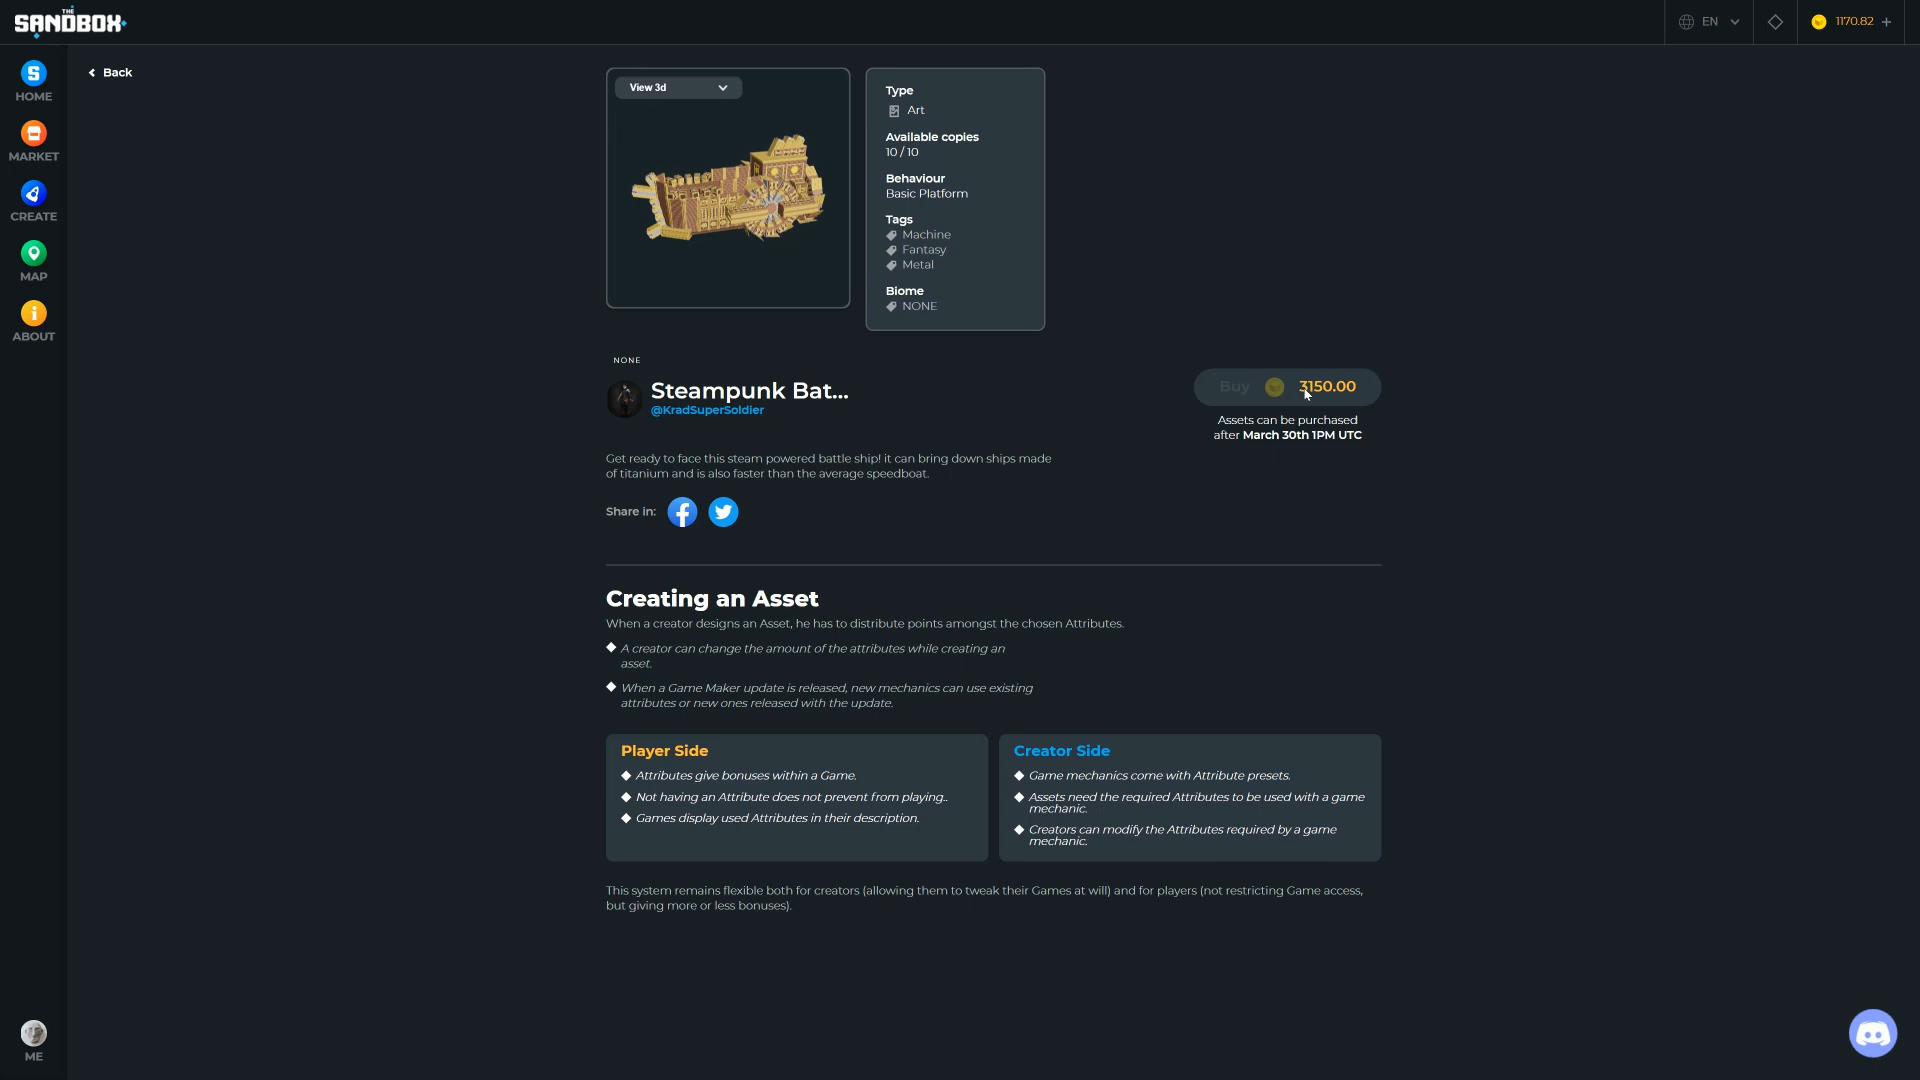 THE
SANDBOX
EN
1170.82
HOME
MARKET
CREATE
MAP
ABOUT
ME
Back
View 3d
Type
Art
Available copies
10 / 10
Behaviour
Basic Platform
Tags
Machine
Fantasy
Metal
Biome
NONE
NONE
Steampunk Bat...
@KradSuperSoldier
Buy 3150.00
Assets can be purchased
after March 30th 1PM UTC
Get ready to face this steam powered battle ship! it can bring down ships made
of titanium and is also faster than the average speedboat.
Share in:
Creating an Asset
When a creator designs an Asset, he has to distribute points amongst the chosen Attributes.
A creator can change the amount of the attributes while creating an
asset.
When a Game Maker update is released, new mechanics can use existing
attributes or new ones released with the update.
Player Side
Attributes give bonuses within a Game.
Not having an Attribute does not prevent from playing..
Games display used Attributes in their description.
Creator Side
Game mechanics come with Attribute presets.
Assets need the required Attributes to be used with a game
mechanic.
Creators can modify the Attributes required by a game
mechanic.
This system remains flexible both for creators (allowing them to tweak their Games at will) and for players (not restricting Game access,
but giving more or less bonuses).